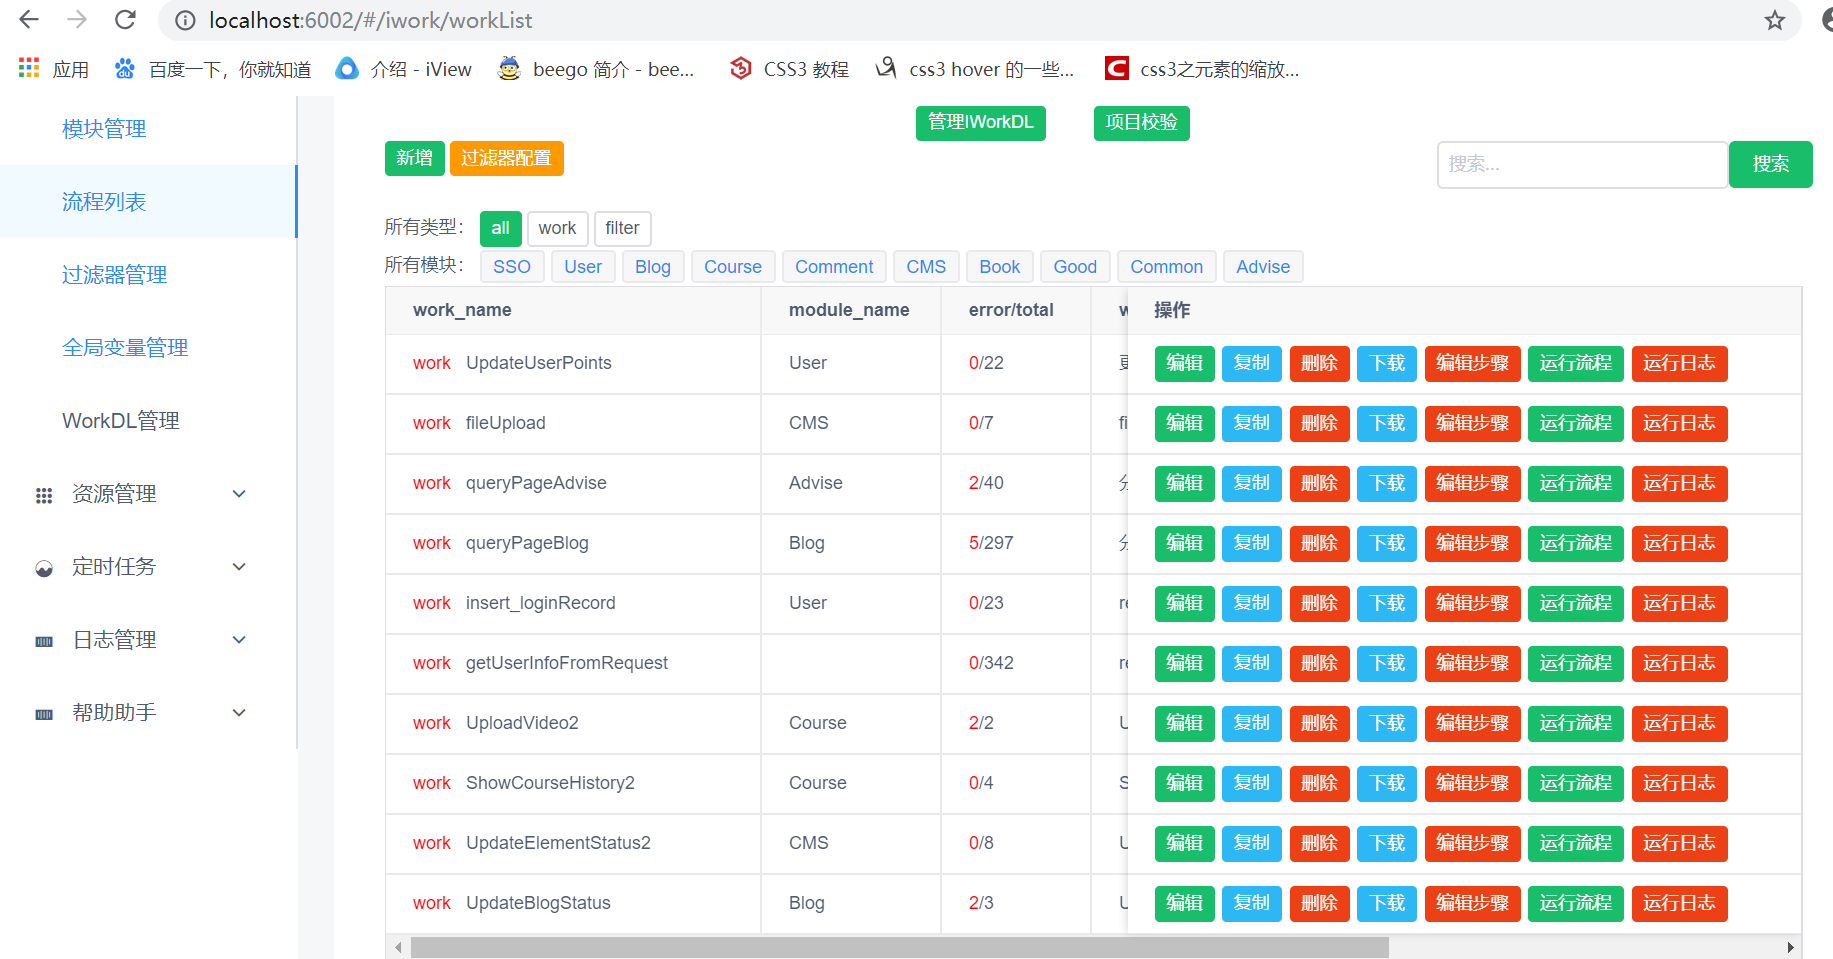 localhost:6002/#/iwork/workList
应用 百度一下，你就知道 介绍 - iView beego 简介 - bee... CSS3 教程 css3 hover 的一些... css3之元素的缩放...
模块管理
流程列表
过滤器管理
全局变量管理
WorkDL管理
资源管理
定时任务
日志管理
帮助助手
管理IWorkDL 项目校验
新增 过滤器配置 搜索... 搜索
所有类型： all work filter
所有模块： SSO User Blog Course Comment CMS Book Good Common Advise
work_name module_name error/total w 操作
work UpdateUserPoints User 0/22 编辑 复制 删除 下载 编辑步骤 运行流程 运行日志
work fileUpload CMS 0/7 fi 编辑 复制 删除 下载 编辑步骤 运行流程 运行日志
work queryPageAdvise Advise 2/40 编辑 复制 删除 下载 编辑步骤 运行流程 运行日志
work queryPageBlog Blog 5/297 编辑 复制 删除 下载 编辑步骤 运行流程 运行日志
work insert_loginRecord User 0/23 re 编辑 复制 删除 下载 编辑步骤 运行流程 运行日志
work getUserInfoFromRequest 0/342 re 编辑 复制 删除 下载 编辑步骤 运行流程 运行日志
work UploadVideo2 Course 2/2 U 编辑 复制 删除 下载 编辑步骤 运行流程 运行日志
work ShowCourseHistory2 Course 0/4 S 编辑 复制 删除 下载 编辑步骤 运行流程 运行日志
work UpdateElementStatus2 CMS 0/8 U 编辑 复制 删除 下载 编辑步骤 运行流程 运行日志
work UpdateBlogStatus Blog 2/3 U 编辑 复制 删除 下载 编辑步骤 运行流程 运行日志